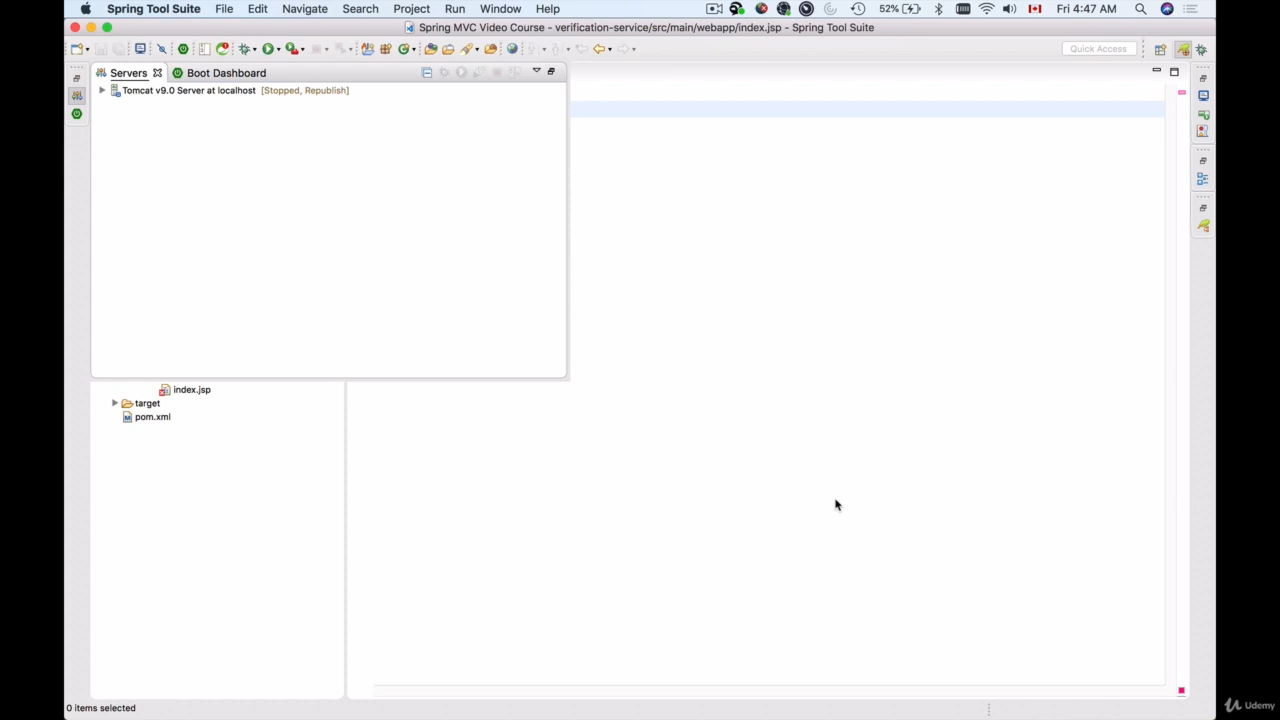 Spring Tool Suite File Edit Navigate Search Project Run Window Help 52% Fri 4:47 AM
Spring MVC Video Course - verification-service/src/main/webapp/index.jsp - Spring Tool Suite
Quick Access
Servers Boot Dashboard
Tomcat v9.0 Server at localhost [Stopped, Republish]
index.jsp
target
pom.xml
0 items selected
Udemy